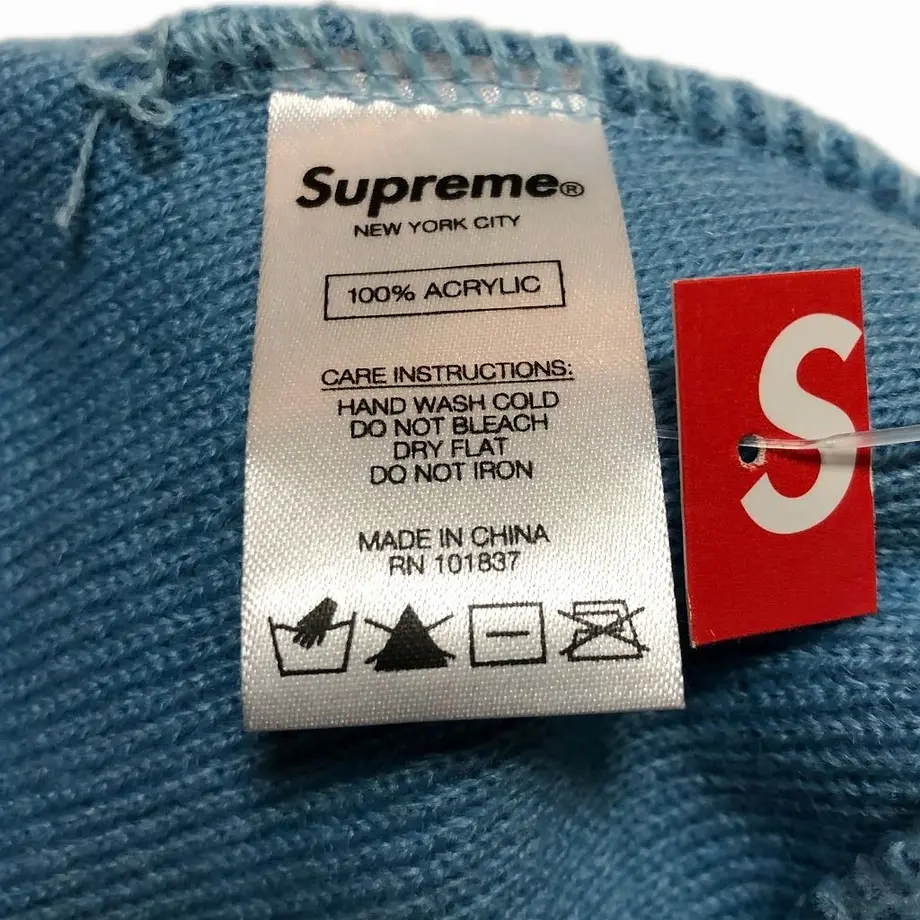 Supreme®
NEW YORK CITY
100% ACRYLIC
CARE INSTRUCTIONS:
HAND WASH COLD
DO NOT BLEACH
DRY FLAT
DO NOT IRON
MADE IN CHINA
RN 101837
S